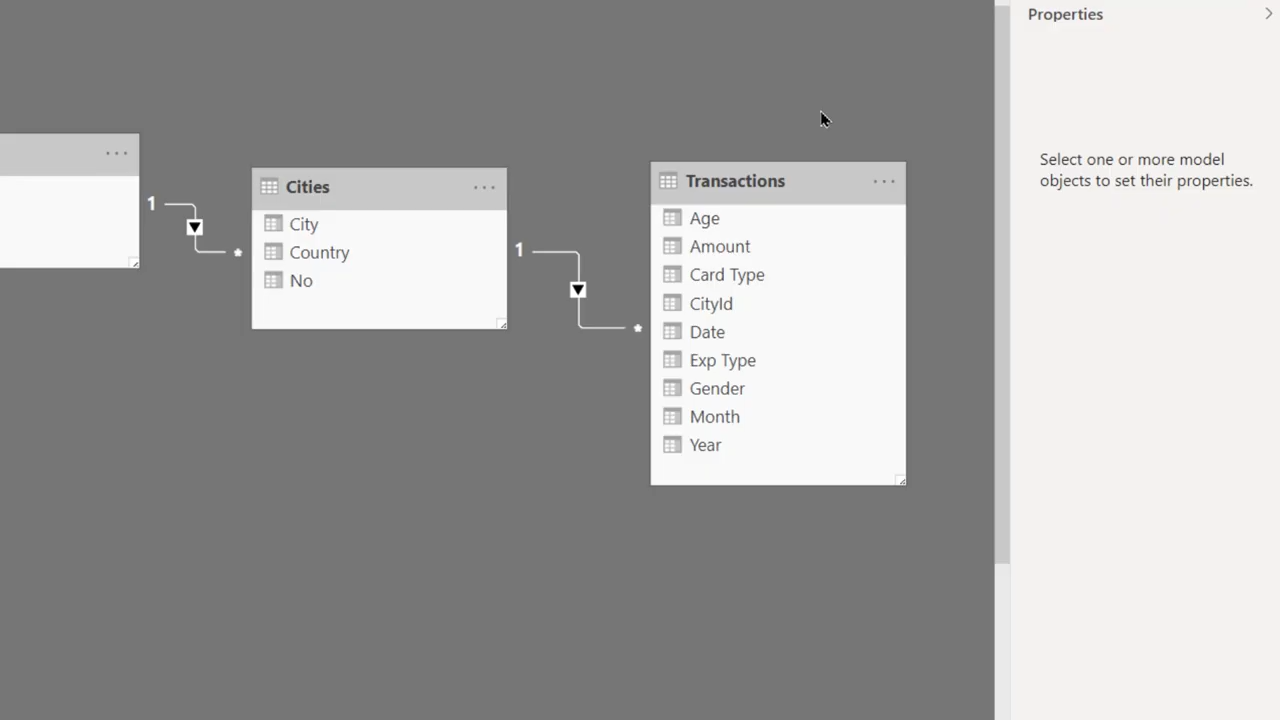 Properties
Select one or more model
objects to set their properties.
1
*
Cities
City
Country
No
1
*
Transactions
Age
Amount
Card Type
CityId
Date
Exp Type
Gender
Month
Year